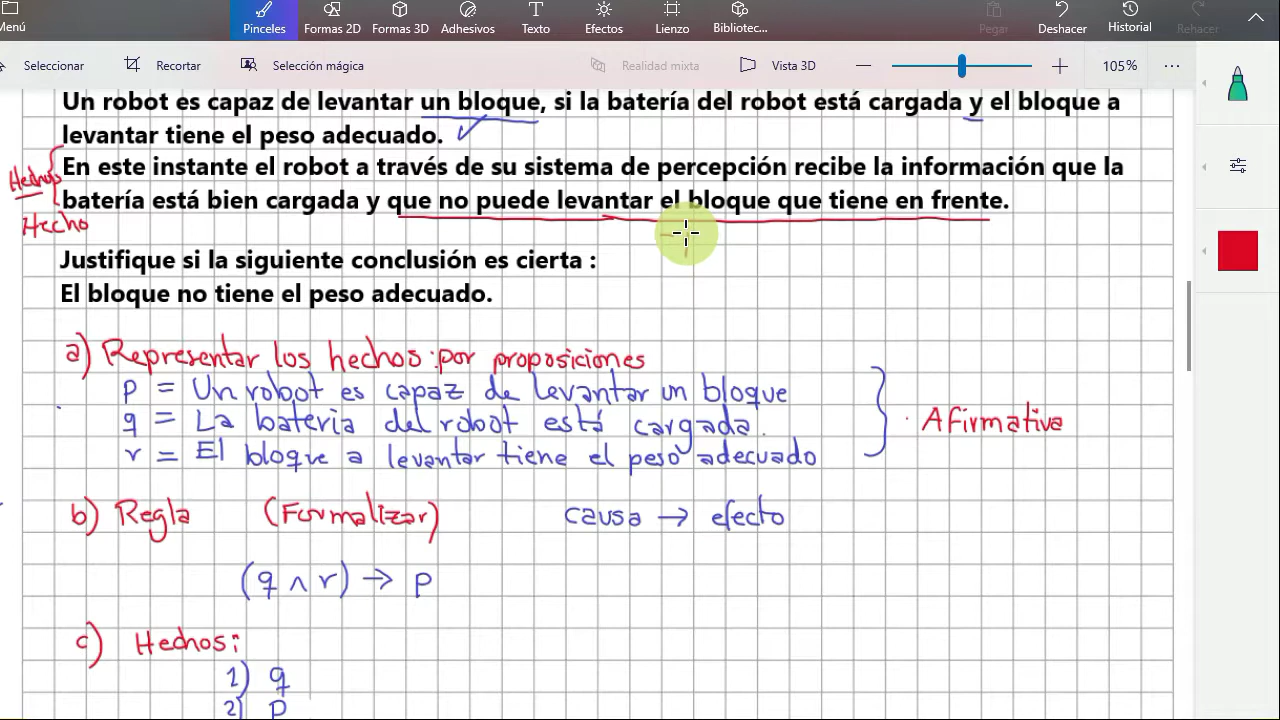 Menú Pinceles Formas 2D Formas 3D Adhesivos Texto Efectos Lienzo Bibliotec... Pegar Deshacer Historial Rehacer
Seleccionar Recortar Selección mágica Realidad mixta Vista 3D 105%
Un robot es capaz de levantar un bloque, si la batería del robot está cargada y el bloque a
levantar tiene el peso adecuado.
En este instante el robot a través de su sistema de percepción recibe la información que la
Hechos
batería está bien cargada y que no puede levantar el bloque que tiene en frente.
Hecho
Justifique si la siguiente conclusión es cierta :
El bloque no tiene el peso adecuado.
a) Representar los hechos: por proposiciones
p = Un robot es capaz de levantar un bloque
q = La bateria del robot está cargada.
. Afirmativa
r = El bloque a levantar tiene el peso adecuado
b) Regla (Formalizar) causa → efecto
(q ∧ r) → p
c) Hechos:
1) q
2) p